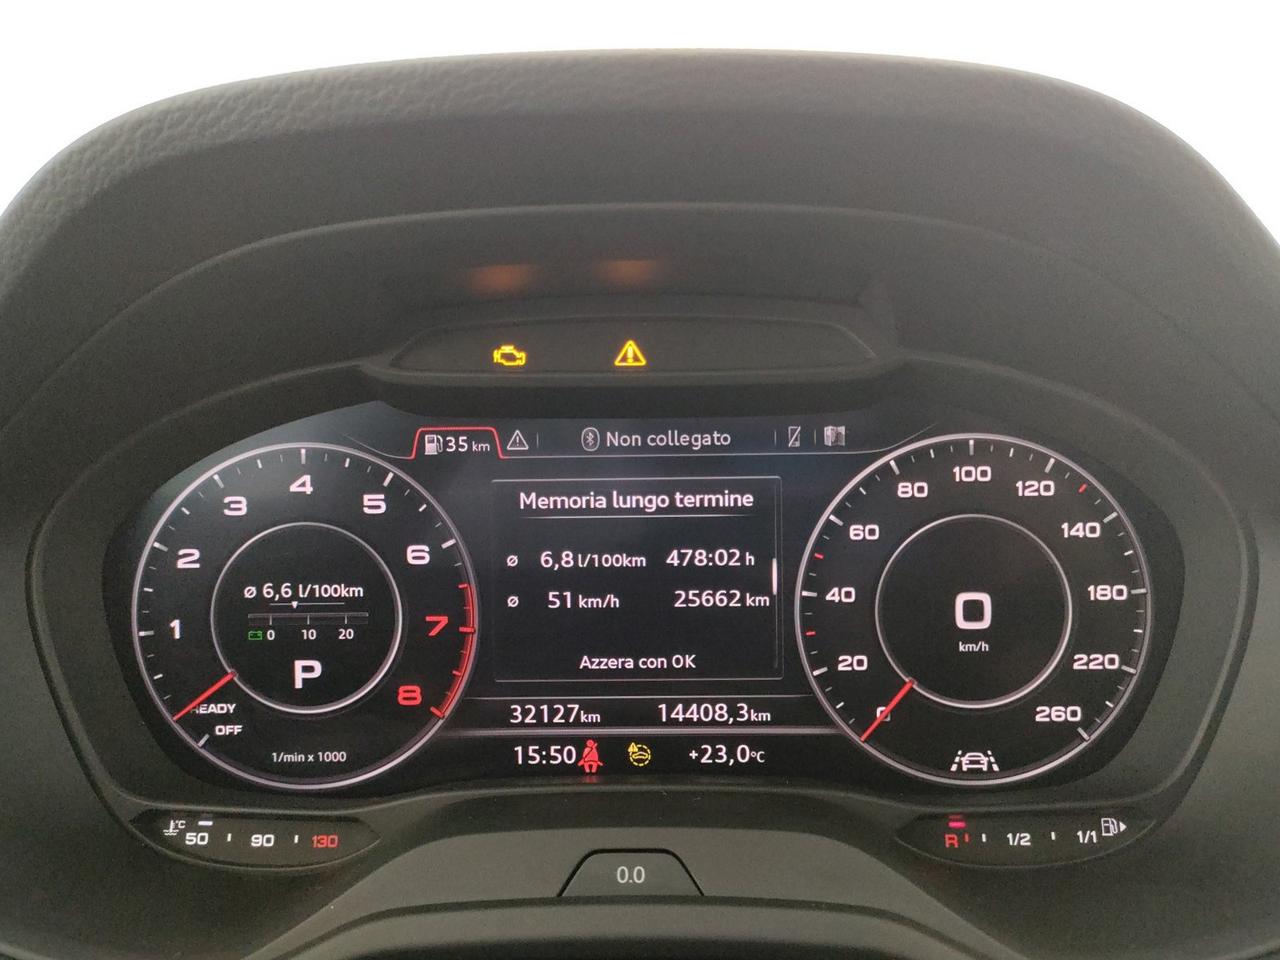 35 km
Non collegato
Memoria lungo termine
ø 6,8 l/100km 478:02 h
ø 51 km/h 25662 km
Azzera con OK
32127km 14408,3km
15:50 +23,0°C
1
2
3
4
5
6
7
8
ø 6,6 l/100km
0 10 20
P
READY
OFF
1/min x 1000
0
20
40
60
80
100
120
140
180
220
260
0
km/h
°C
50 90 130
R 1/2 1/1
0.0